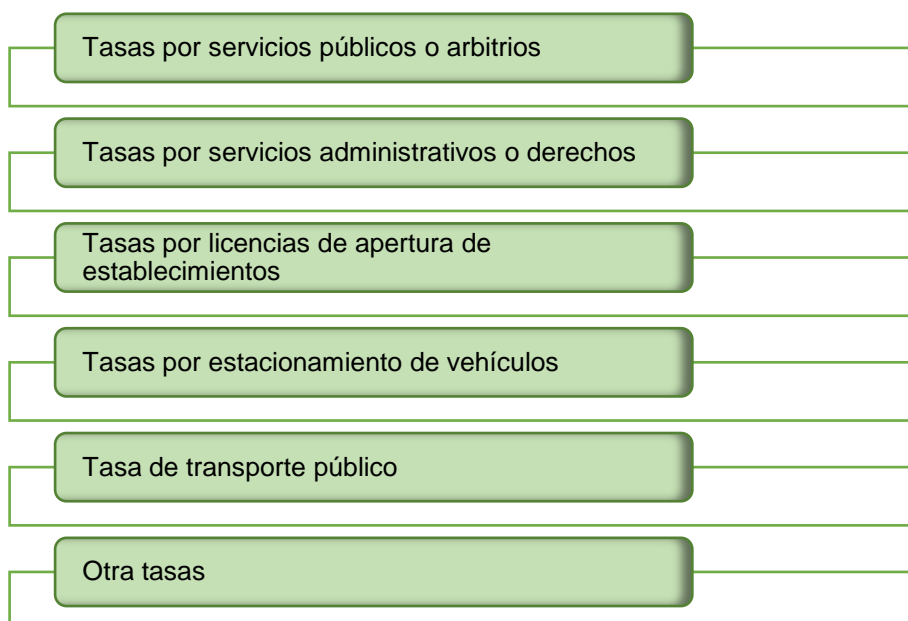 Tasas por servicios públicos o arbitrios
Tasas por servicios administrativos o derechos
Tasas por licencias de apertura de
establecimientos
Tasas por estacionamiento de vehículos
Tasa de transporte público
Otra tasas